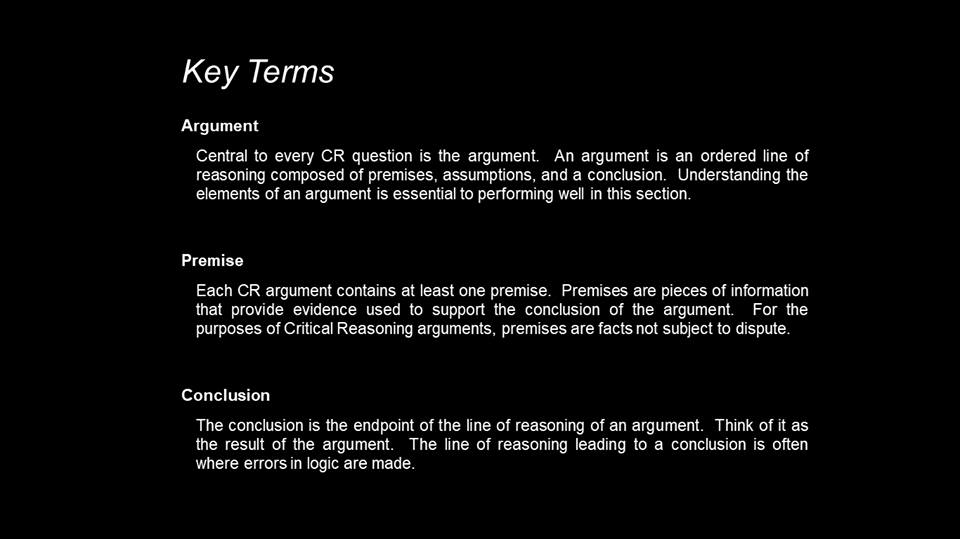 Key Terms
Argument
Central to every CR question is the argument.  An argument is an ordered line of
reasoning composed of premises, assumptions, and a conclusion.  Understanding the
elements of an argument is essential to performing well in this section.
Premise
Each CR argument contains at least one premise.  Premises are pieces of information
that provide evidence used to support the conclusion of the argument.  For the
purposes of Critical Reasoning arguments, premises are facts not subject to dispute.
Conclusion
The conclusion is the endpoint of the line of reasoning of an argument.  Think of it as
the result of the argument.  The line of reasoning leading to a conclusion is often
where errors in logic are made.